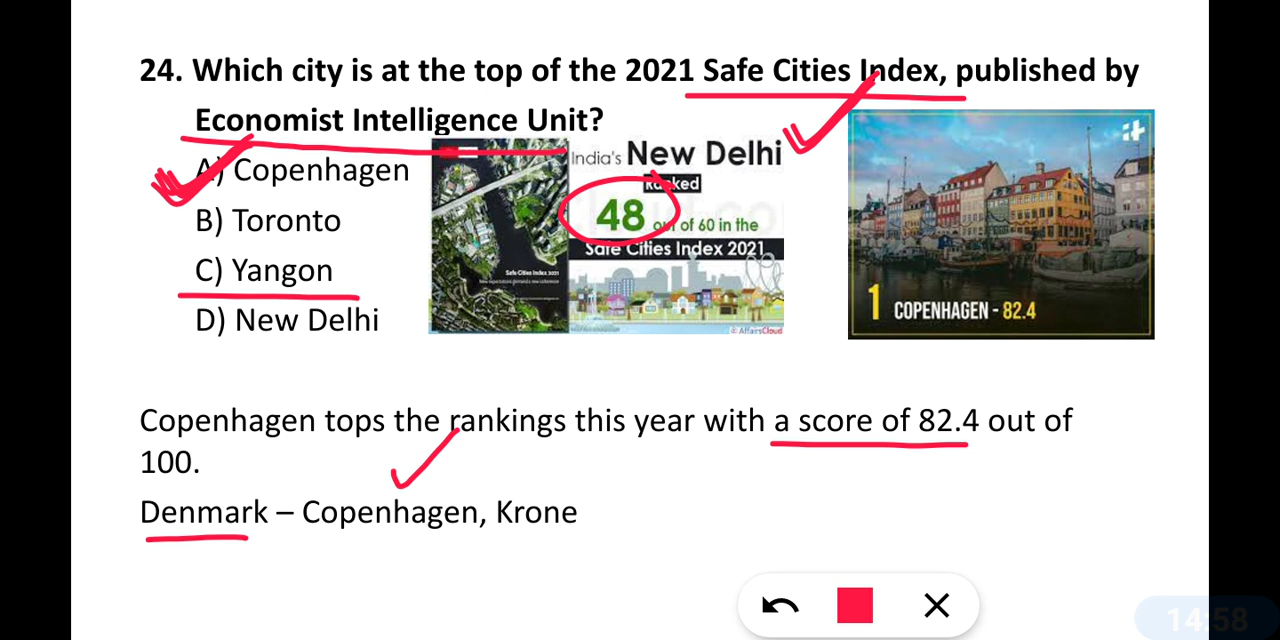 24. Which city is at the top of the 2021 Safe Cities Index, published by
Economist Intelligence Unit?
A) Copenhagen
B) Toronto
C) Yangon
D) New Delhi
India's New Delhi
Ranked
48 out of 60 in the
Safe Cities Index 2021
Safe Cities Index 2021
© AffairsCloud
1 COPENHAGEN - 82.4
Copenhagen tops the rankings this year with a score of 82.4 out of
100.
Denmark – Copenhagen, Krone
14:58